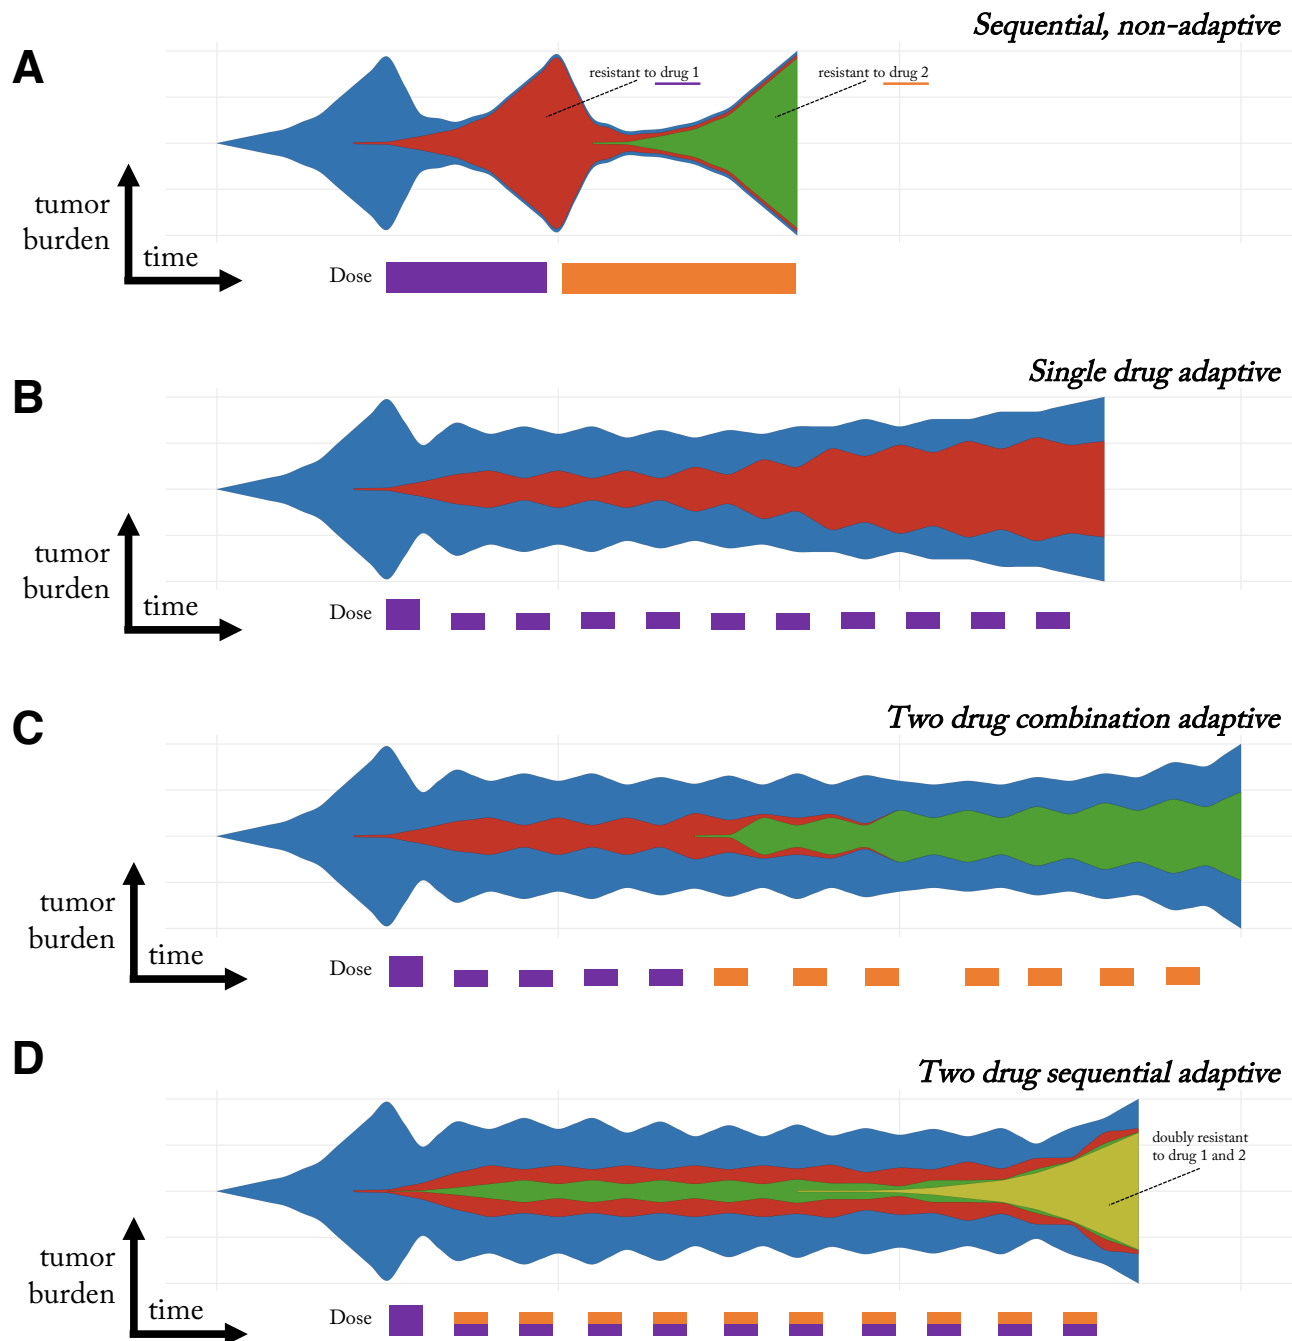 Sequential, non-adaptive
A
resistant to drug 1
resistant to drug 2
tumor
burden
time
Dose
Single drug adaptive
B
tumor
burden
time
Dose
Two drug combination adaptive
C
tumor
burden
time
Dose
D
Two drug sequential adaptive
doubly resistant
to drug 1 and 2
tumor
burden
time
Dose